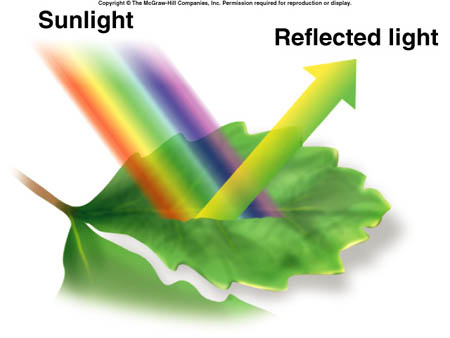 Copyright © The McGraw-Hill Companies, Inc. Permission required for reproduction or display.
Sunlight
Reflected light